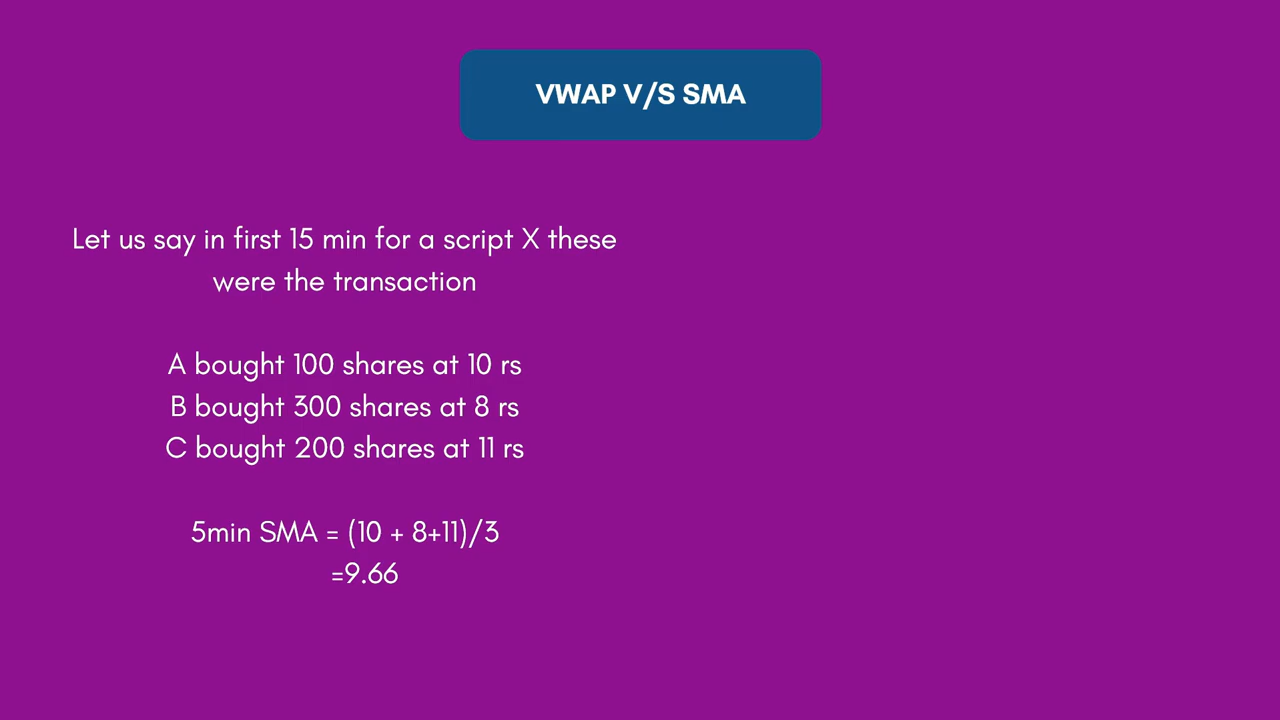 VWAP V/S SMA
Let us say in first 15 min for a script X these
were the transaction
A bought 100 shares at 10 rs
B bought 300 shares at 8 rs
C bought 200 shares at 11 rs
5min SMA = (10 + 8+11)/3
=9.66